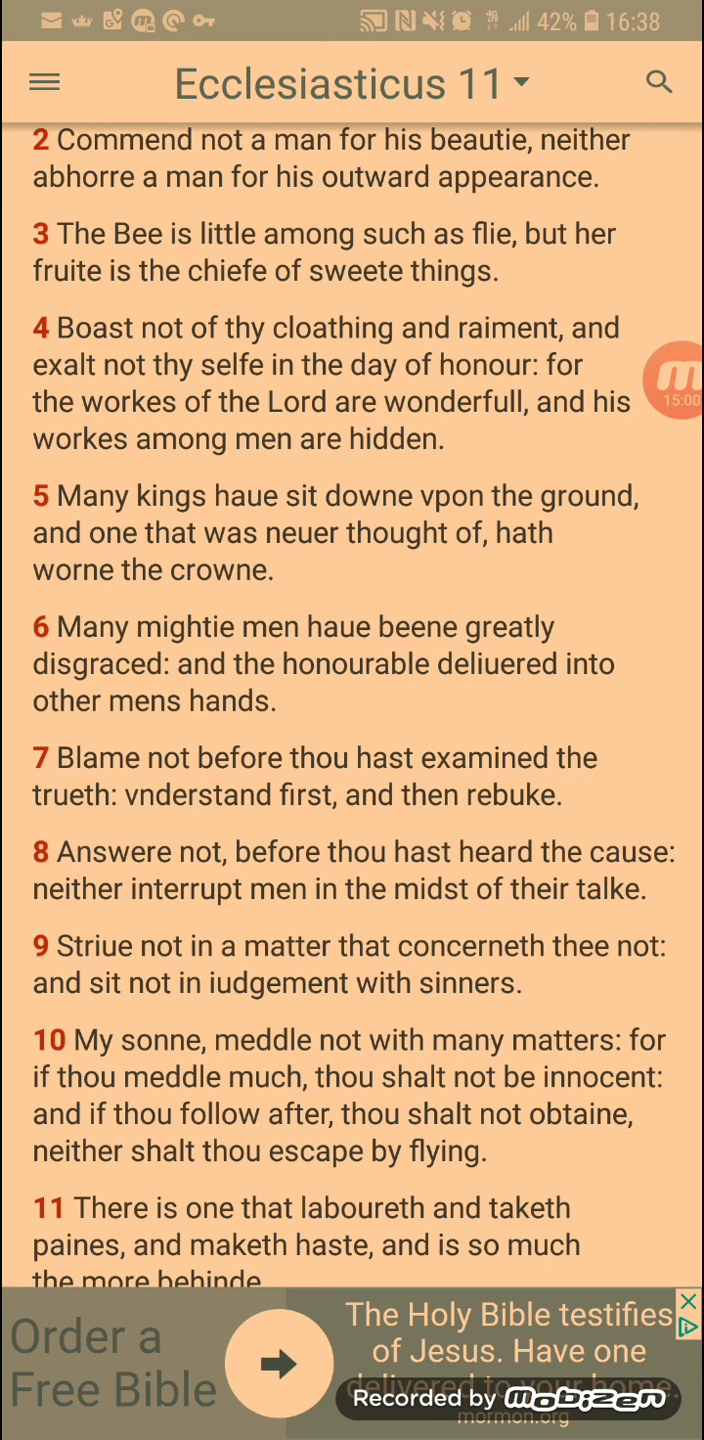 42% 16:38
Ecclesiasticus 11
2 Commend not a man for his beautie, neither
abhorre a man for his outward appearance.
3 The Bee is little among such as flie, but her
fruite is the chiefe of sweete things.
4 Boast not of thy cloathing and raiment, and
exalt not thy selfe in the day of honour: for
the workes of the Lord are wonderfull, and his
workes among men are hidden.
15:00
5 Many kings haue sit downe vpon the ground,
and one that was neuer thought of, hath
worne the crowne.
6 Many mightie men haue beene greatly
disgraced: and the honourable deliuered into
other mens hands.
7 Blame not before thou hast examined the
trueth: vnderstand first, and then rebuke.
8 Answere not, before thou hast heard the cause:
neither interrupt men in the midst of their talke.
9 Striue not in a matter that concerneth thee not:
and sit not in iudgement with sinners.
10 My sonne, meddle not with many matters: for
if thou meddle much, thou shalt not be innocent:
and if thou follow after, thou shalt not obtaine,
neither shalt thou escape by flying.
11 There is one that laboureth and taketh
paines, and maketh haste, and is so much
the more behinde
Order a
Free Bible
The Holy Bible testifies
of Jesus. Have one
delivered to your home.
Recorded by mobizen
mormon.org